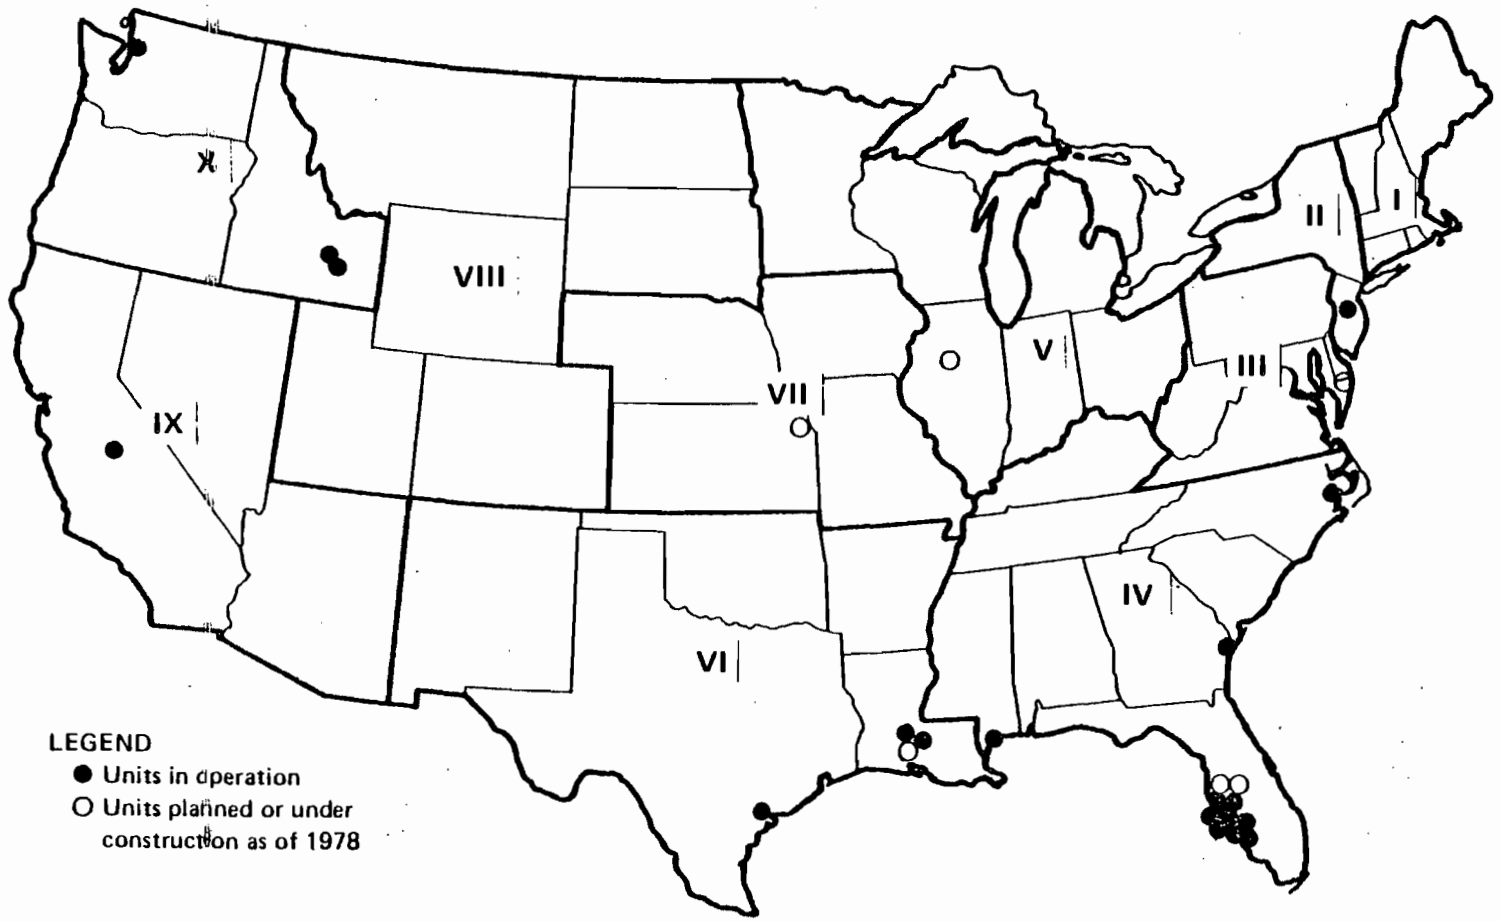 X
I
II
VIII
V
III
VII
IX
IV
VI
LEGEND
Units in operation
Units planned or under
construction as of 1978